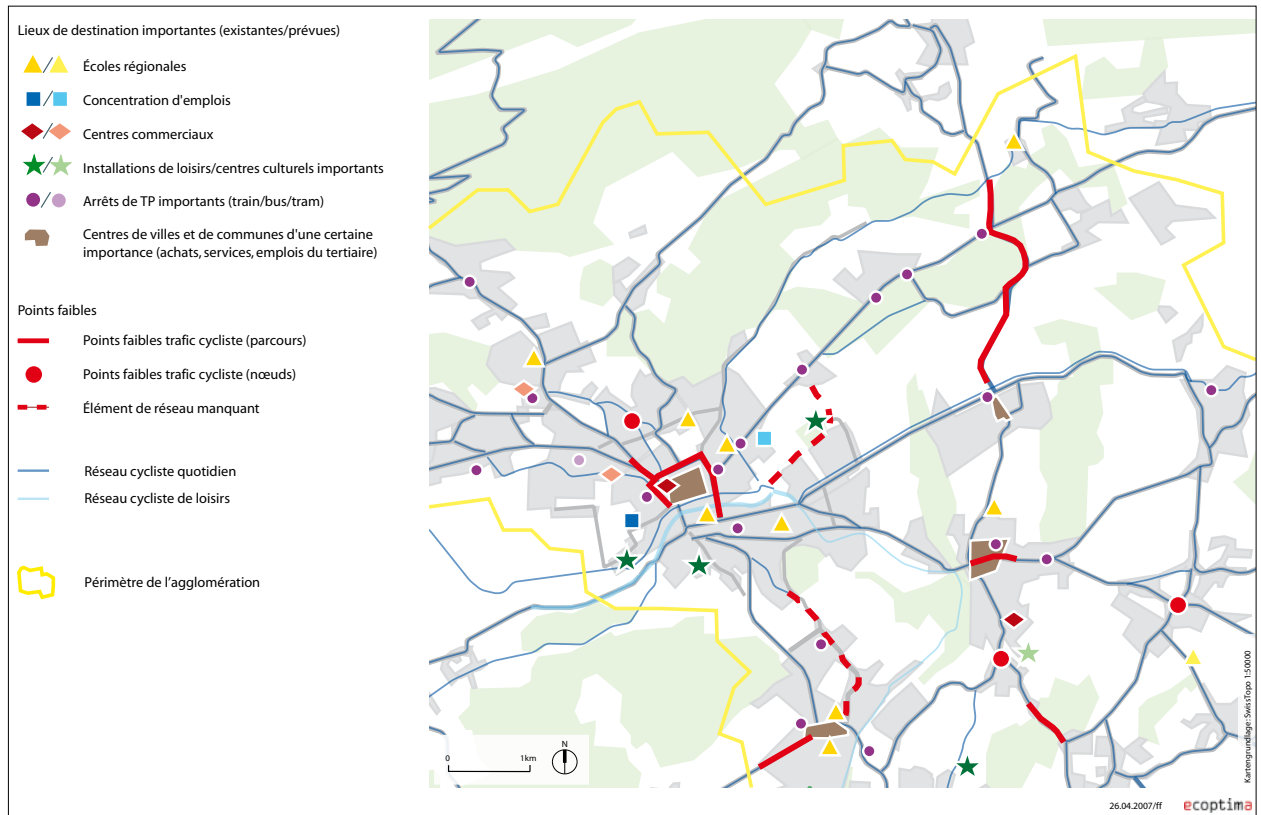 Lieux de destination importantes (existantes/prévues)
Écoles régionales
Concentration d'emplois
Centres commerciaux
Installations de loisirs/centres culturels importants
Arrêts de TP importants (train/bus/tram)
Centres de villes et de communes d'une certaine
importance (achats, services, emplois du tertiaire)
Points faibles
Points faibles trafic cycliste (parcours)
Points faibles trafic cycliste (nœuds)
Élément de réseau manquant
Réseau cycliste quotidien
Réseau cycliste de loisirs
Périmètre de l'agglomération
0
1km
N
Kartengrundlage: SwissTopo 1:50000
26.04.2007/ff
ecoptima